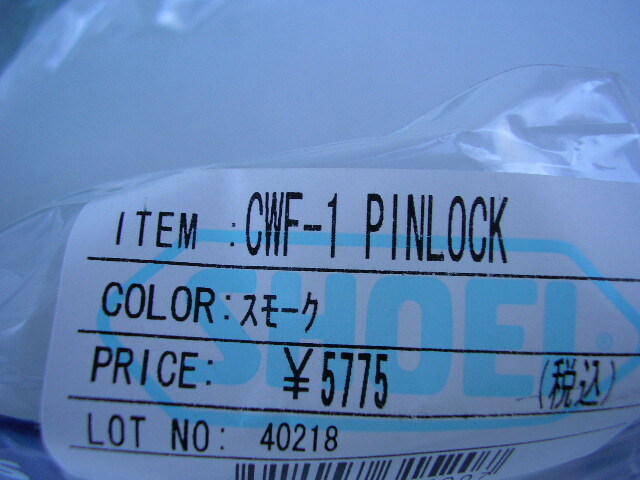 ITEM :CWF-1 PINLOCK
SHOEI®
COLOR:スモーク
PRICE: ¥5775 (税込)
LOT NO: 40218